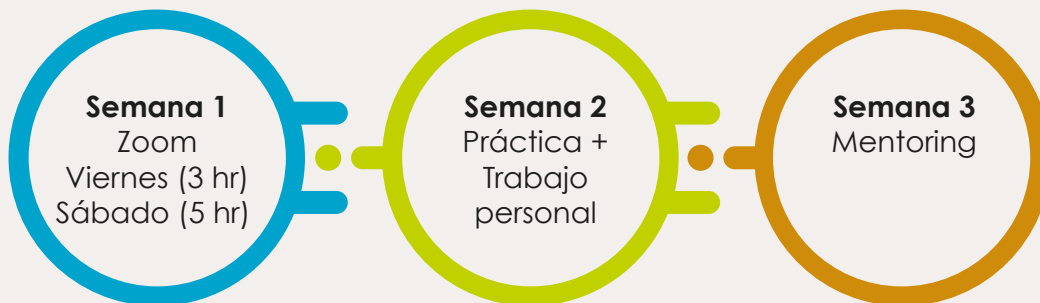 Semana 1
Zoom
Viernes (3 hr)
Sábado (5 hr)
Semana 2
Práctica +
Trabajo
personal
Semana 3
Mentoring